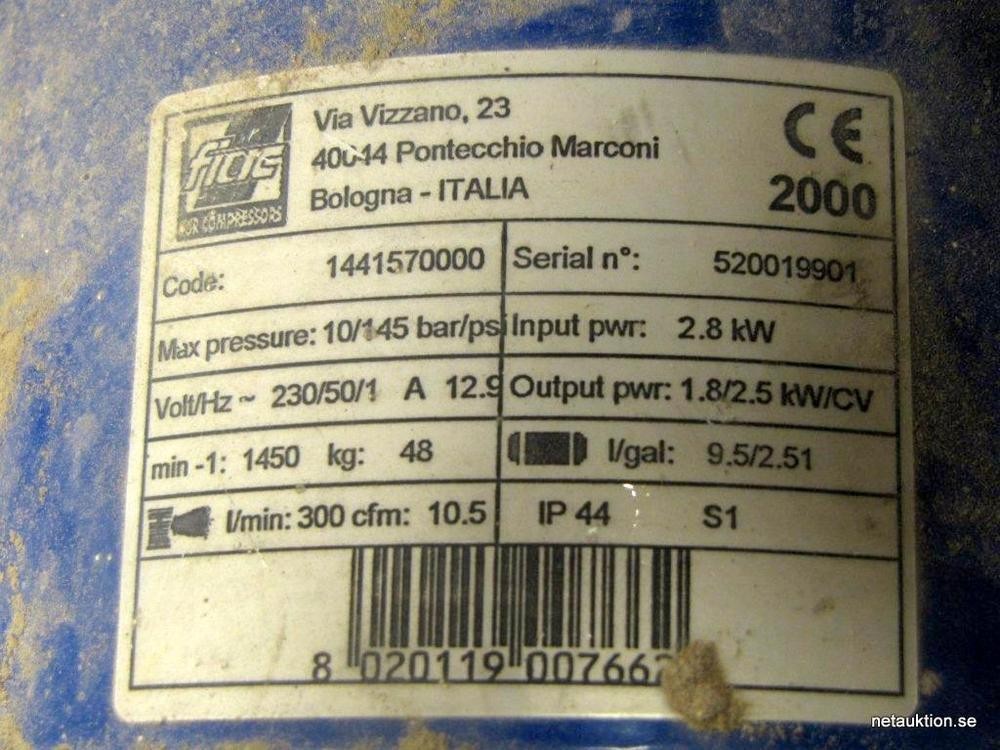 fiac
AIR COMPRESSORS
Via Vizzano, 23
40044 Pontecchio Marconi
Bologna - ITALIA
CE
2000
Code: 1441570000 Serial n°: 520019901
Max pressure: 10/145 bar/psi Input pwr: 2.8 kW
Volt/Hz ~ 230/50/1 A 12.9 Output pwr: 1.8/2.5 kW/CV
min -1: 1450 kg: 48 l/gal: 9.5/2.51
l/min: 300 cfm: 10.5 IP 44 S1
8 020119 007662
netauktion.se